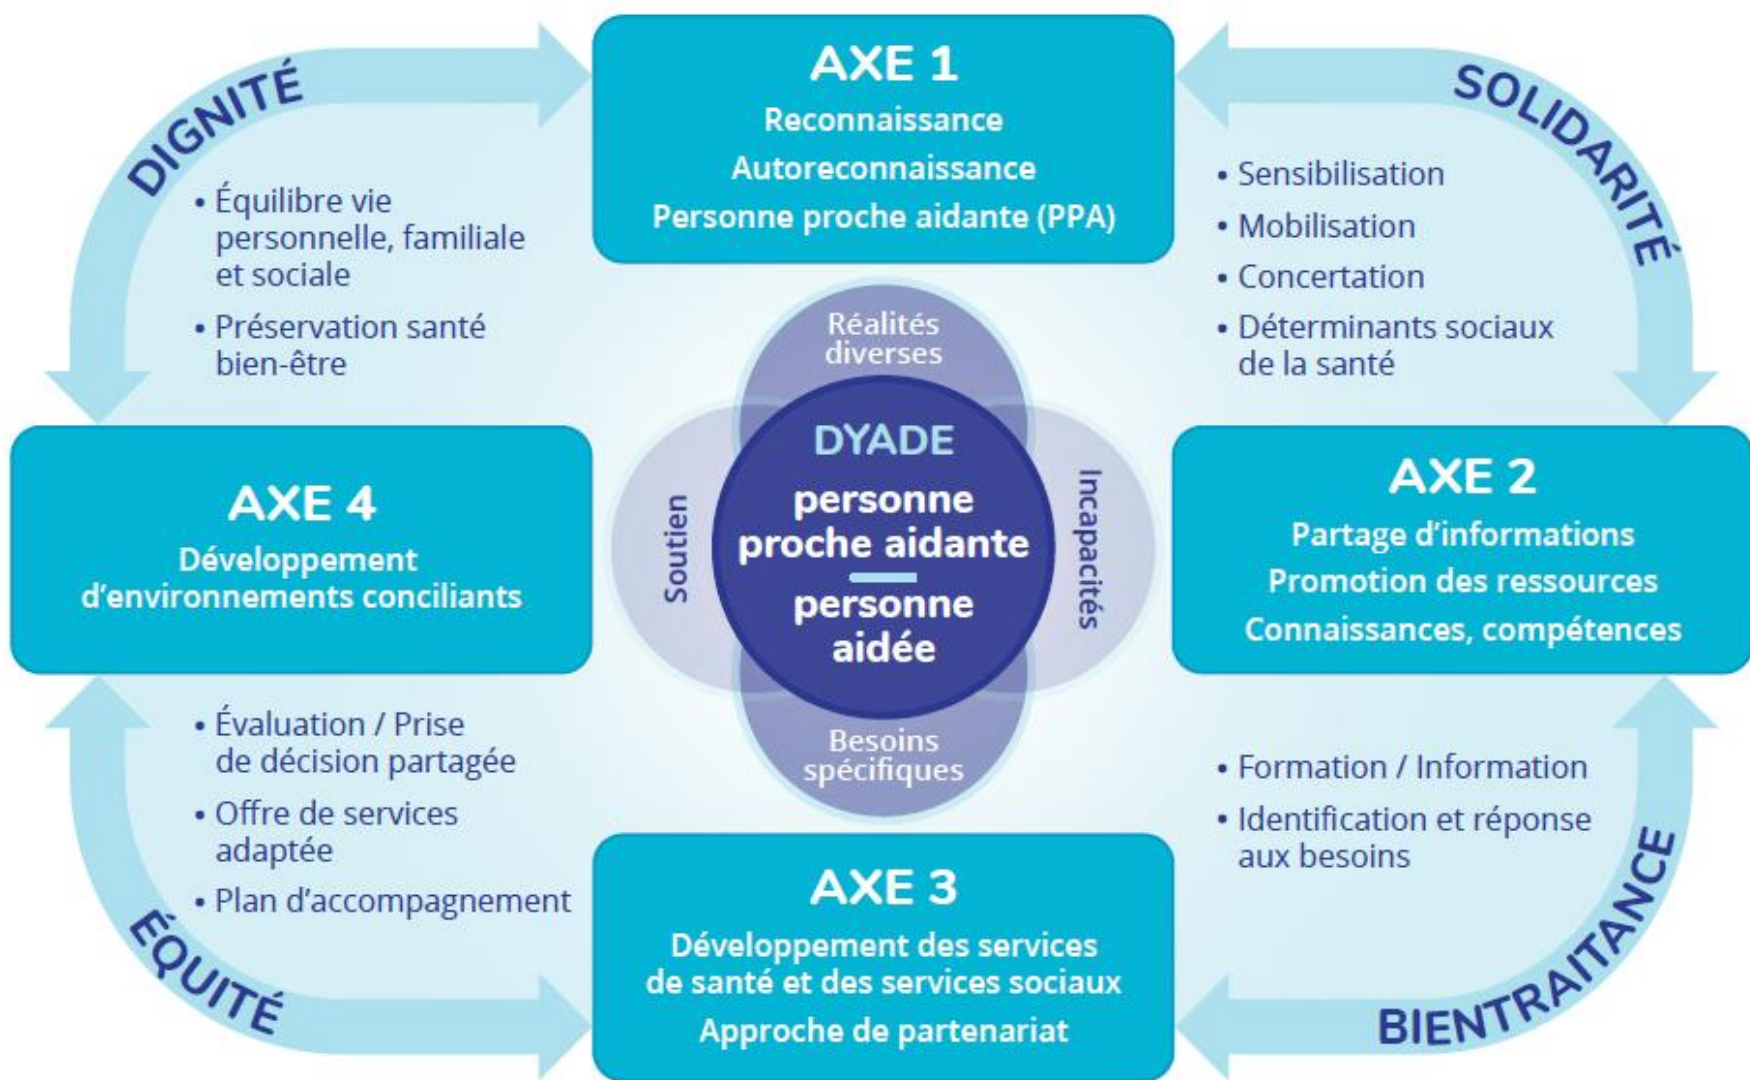 AXE 1
Reconnaissance
Autoreconnaissance
Personne proche aidante (PPA)
DIGNITÉ
• Équilibre vie
personnelle, familiale
et sociale
• Préservation santé
bien-être
SOLIDARITÉ
• Sensibilisation
• Mobilisation
• Concertation
• Déterminants sociaux
de la santé
Réalités
diverses
Soutien
DYADE
personne
proche aidante
personne
aidée
Incapacités
Besoins
spécifiques
AXE 4
Développement
d’environnements conciliants
AXE 2
Partage d’informations
Promotion des ressources
Connaissances, compétences
• Évaluation / Prise
de décision partagée
• Offre de services
adaptée
• Plan d’accompagnement
ÉQUITÉ
• Formation / Information
• Identification et réponse
aux besoins
BIENTRAITANCE
AXE 3
Développement des services
de santé et des services sociaux
Approche de partenariat